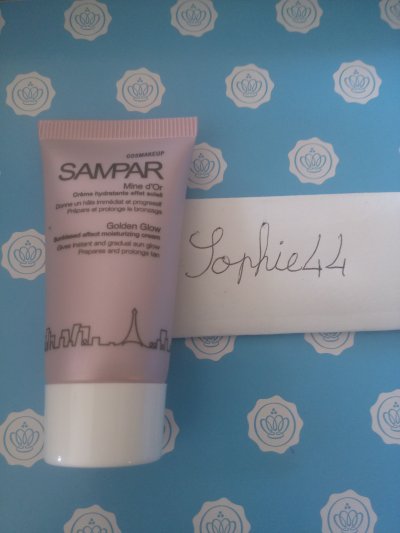 COSMAKEUP
SAMPAR
Mine d'Or
Crème hydratante effet soleil
Donne un hâle immédiat et progressif
Prépare et prolonge le bronzage
Golden Glow
Sunkissed effect moisturizing cream
Gives instant and gradual sun glow
Prepares and prolongs tan
Sophie44